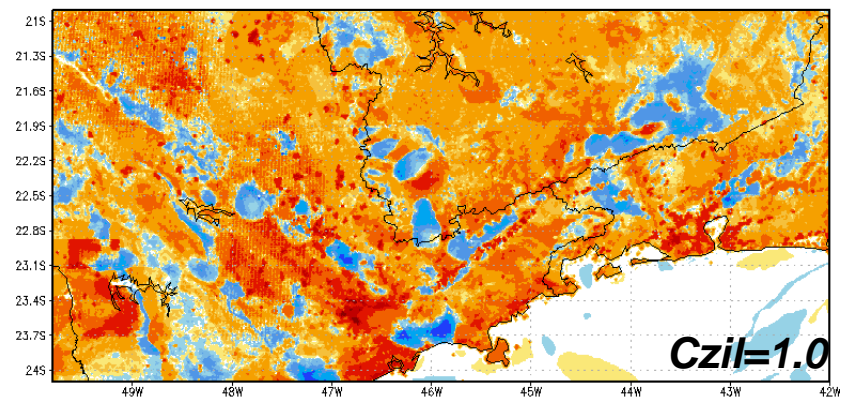 21S
21.3S
21.6S
21.9S
22.2S
22.5S
22.8S
23.1S
23.4S
23.7S
24S
Czil=1.0
49W 48W 47W 46W 45W 44W 43W 42W